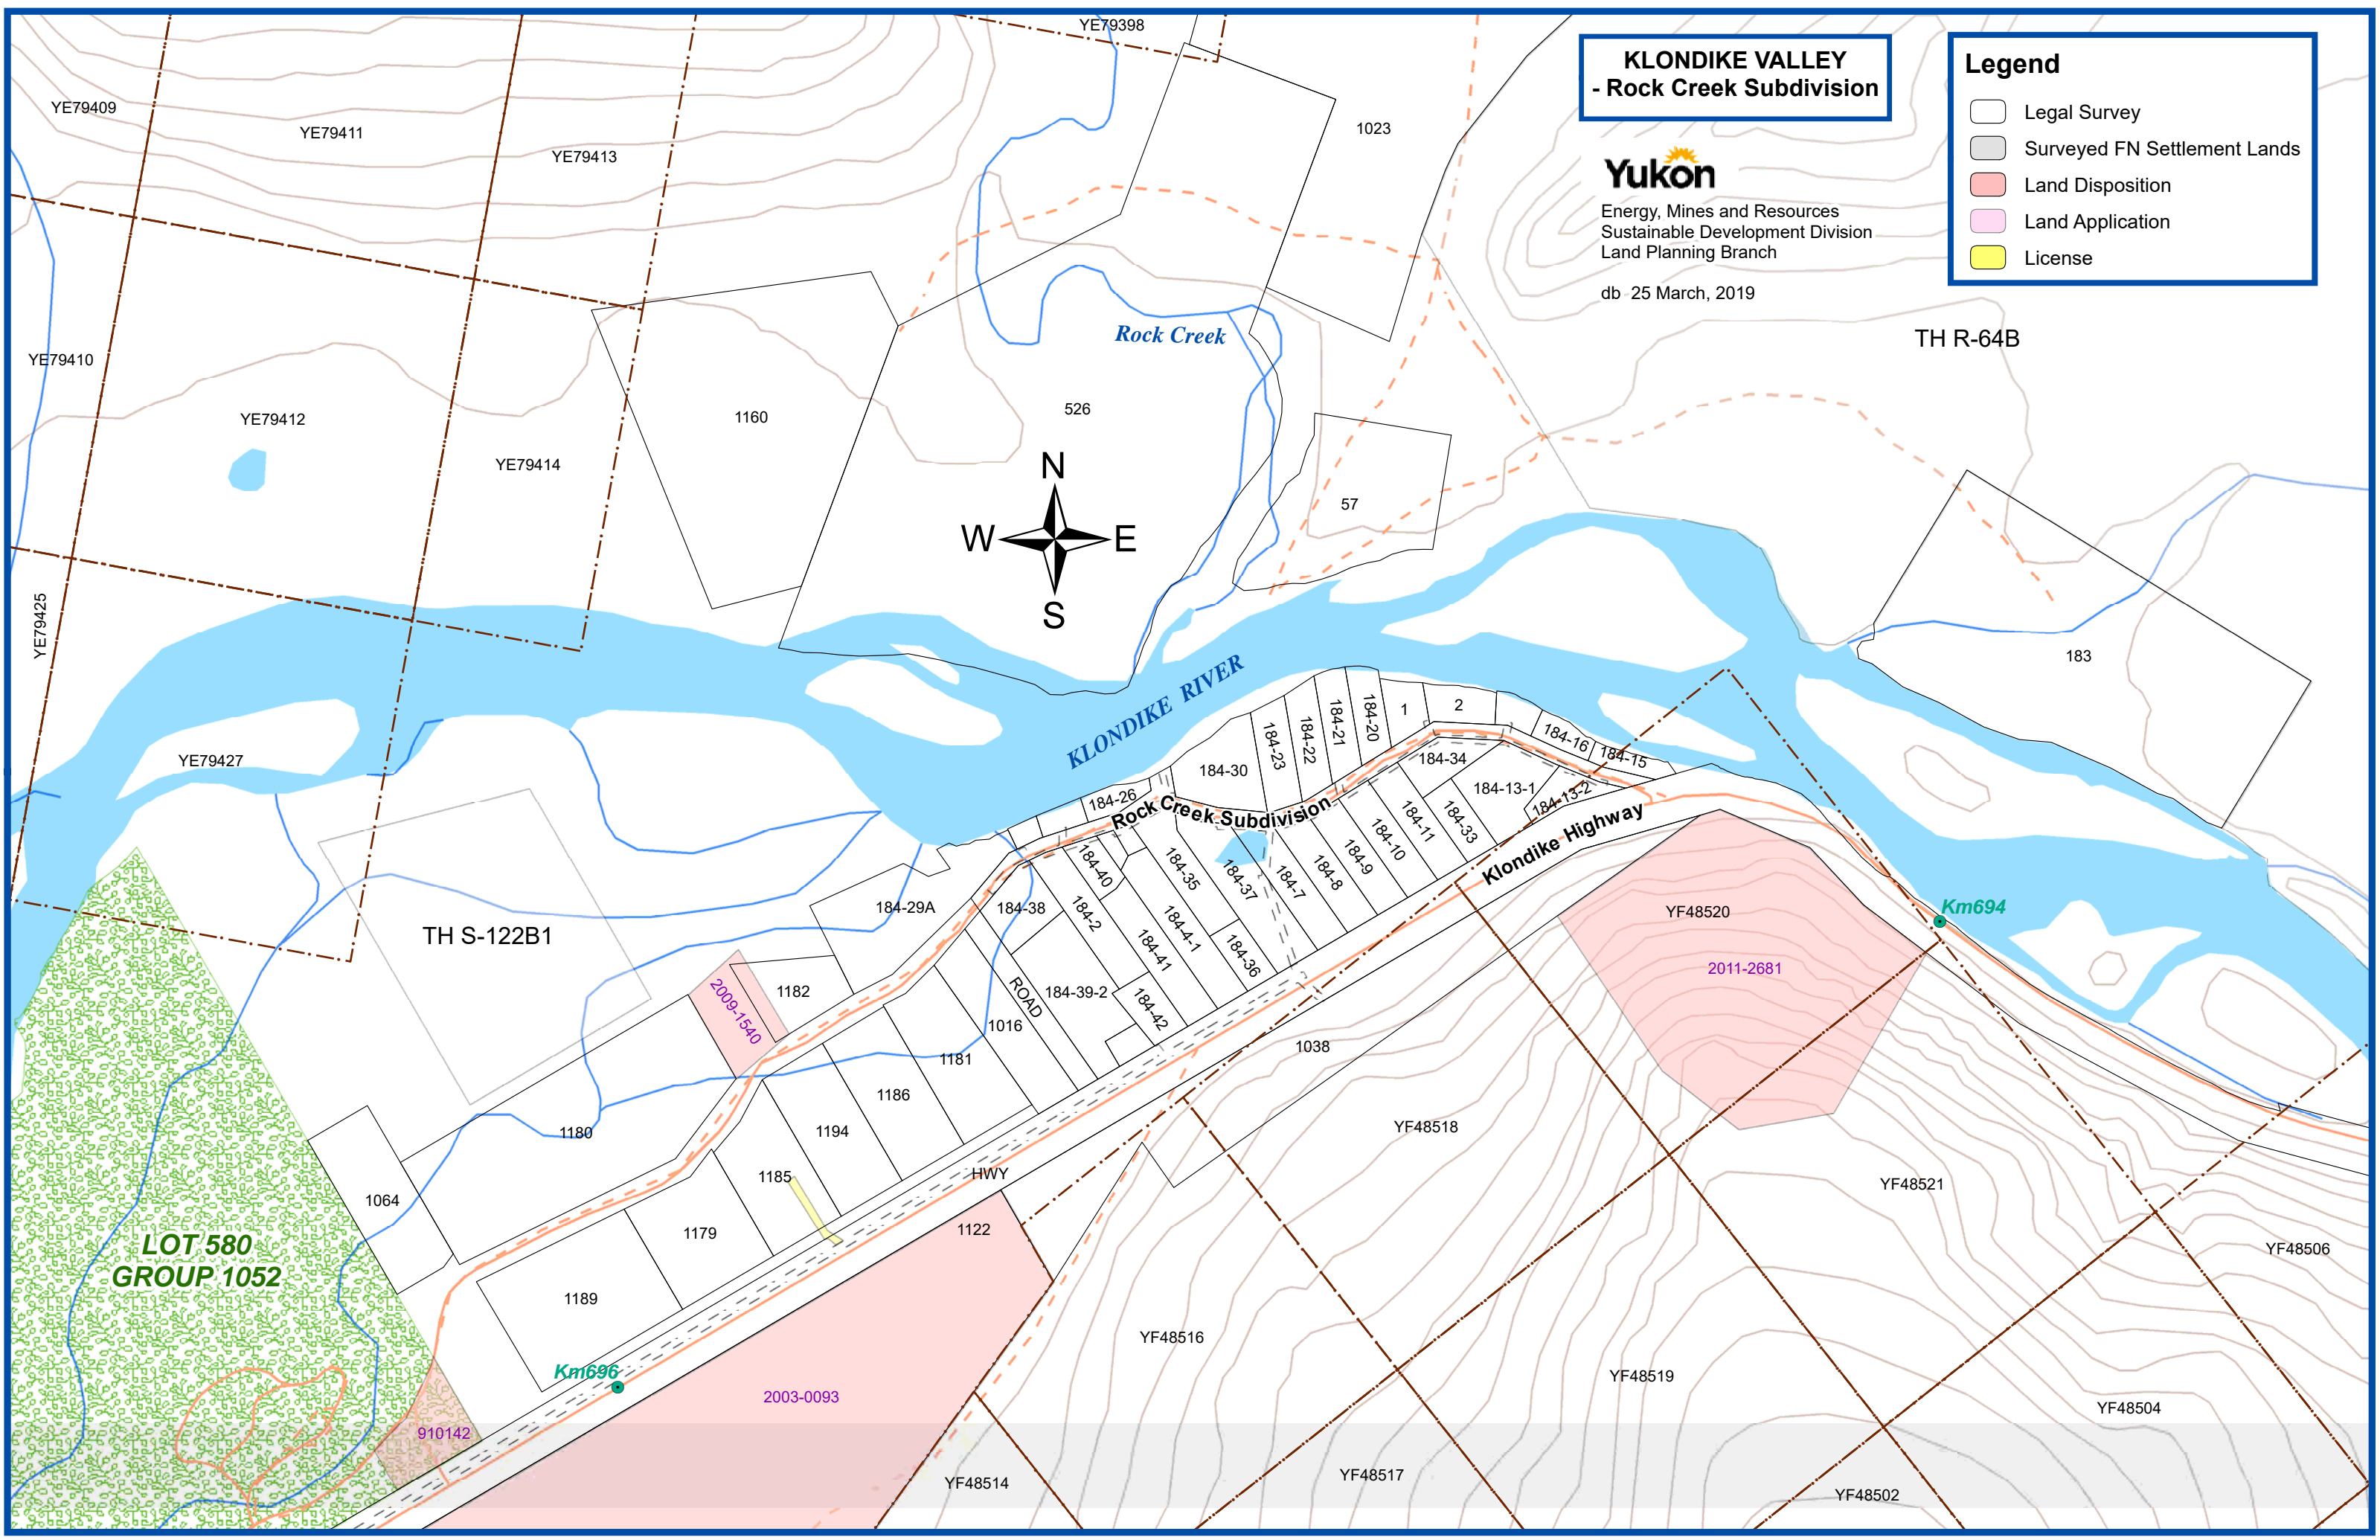 YE79398
KLONDIKE VALLEY
- Rock Creek Subdivision
Legend
Legal Survey
Surveyed FN Settlement Lands
Land Disposition
Land Application
License
Yukon
Energy, Mines and Resources
Sustainable Development Division
Land Planning Branch
db 25 March, 2019
YE79409
YE79411
YE79413
1023
TH R-64B
Rock Creek
YE79410
YE79412
YE79414
1160
526
57
N
W
E
S
YE79425
183
KLONDIKE RIVER
YE79427
184-30
184-23
184-22
184-21
184-20
1
2
184-16
184-15
184-34
184-13-1
184-13-2
184-26
Rock Creek Subdivision
Klondike Highway
184-40
184-35
184-37
184-7
184-8
184-9
184-10
184-11
184-33
184-29A
184-38
184-2
184-41
184-4-1
184-36
TH S-122B1
YF48520
2011-2681
Km694
2009-1540
1182
ROAD
184-39-2
184-42
1016
1181
1038
1186
1180
1194
YF48518
1185
HWY
1064
1179
1122
YF48521
LOT 580
GROUP 1052
1189
YF48506
YF48516
Km696
2003-0093
YF48519
YF48504
910142
YF48514
YF48517
YF48502